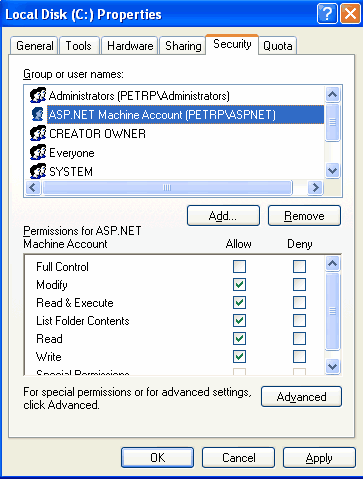 Local Disk (C:) Properties
General Tools Hardware Sharing Security Quota
Group or user names:
Administrators (PETRP\Administrators)
ASP.NET Machine Account (PETRP\ASPNET)
CREATOR OWNER
Everyone
SYSTEM
Add... Remove
Permissions for ASP.NET
Machine Account Allow Deny
Full Control
Modify
Read & Execute
List Folder Contents
Read
Write
Special Permissions
For special permissions or for advanced settings,
click Advanced.
Advanced
OK Cancel Apply